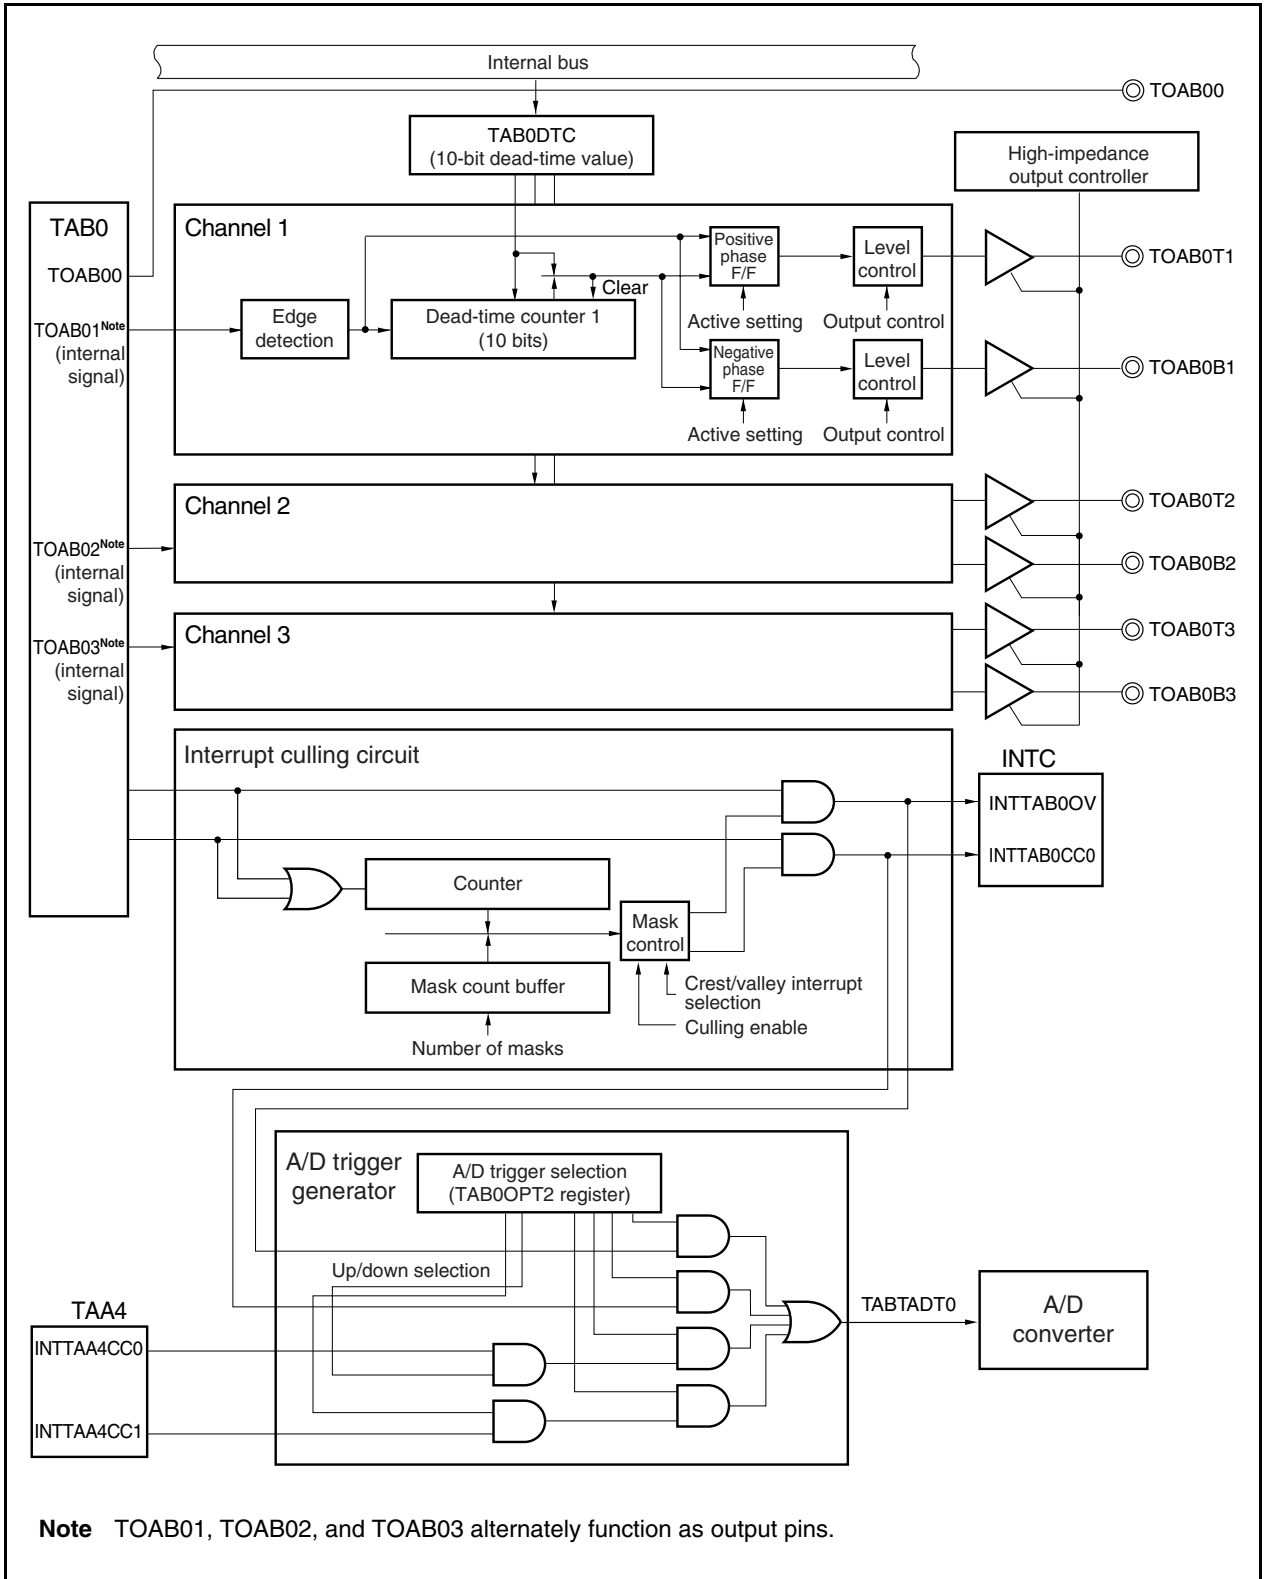 Internal bus
TOAB00
TAB0DTC
(10-bit dead-time value)
High-impedance
output controller
TAB0
TOAB00
TOAB01Note
(internal
signal)
TOAB02Note
(internal
signal)
TOAB03Note
(internal
signal)
Channel 1
Edge
detection
Dead-time counter 1
(10 bits)
Clear
Positive
phase
F/F
Active setting
Level
control
Output control
TOAB0T1
Negative
phase
F/F
Active setting
Level
control
Output control
TOAB0B1
Channel 2
TOAB0T2
TOAB0B2
Channel 3
TOAB0T3
TOAB0B3
Interrupt culling circuit
Counter
Mask count buffer
Number of masks
Mask
control
Crest/valley interrupt
selection
Culling enable
INTC
INTTAB0OV
INTTAB0CC0
A/D trigger
generator
A/D trigger selection
(TAB0OPT2 register)
Up/down selection
TAA4
INTTAA4CC0
INTTAA4CC1
TABTADT0
A/D
converter
Note TOAB01, TOAB02, and TOAB03 alternately function as output pins.